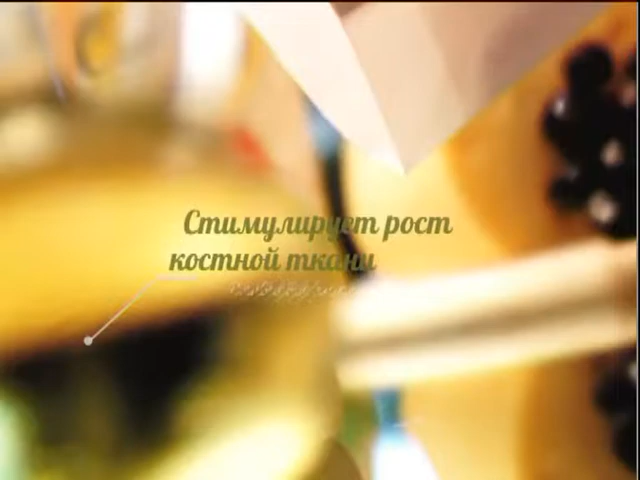 Стимулирует рост
костной ткани